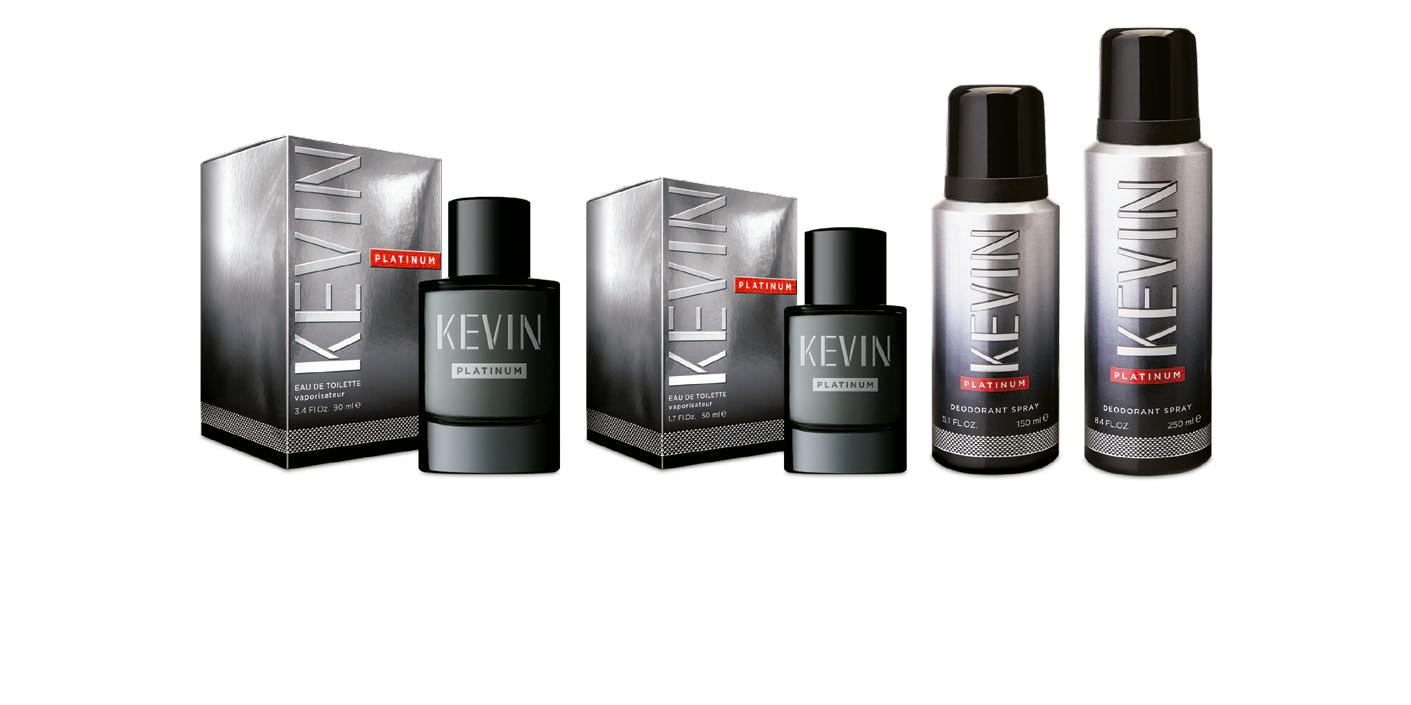 KEVIN
PLATINUM
EAU DE TOILETTE
vaporisateur
3.4 Fl.Oz. 90 ml ℮
KEVIN
PLATINUM
KEVIN
PLATINUM
EAU DE TOILETTE
vaporisateur
1.7 Fl.Oz. 50 ml ℮
KEVIN
PLATINUM
KEVIN
PLATINUM
DEODORANT SPRAY
5.1 FL.OZ. 150 ml ℮
KEVIN
PLATINUM
DEODORANT SPRAY
8.4 FL.OZ. 250 ml ℮